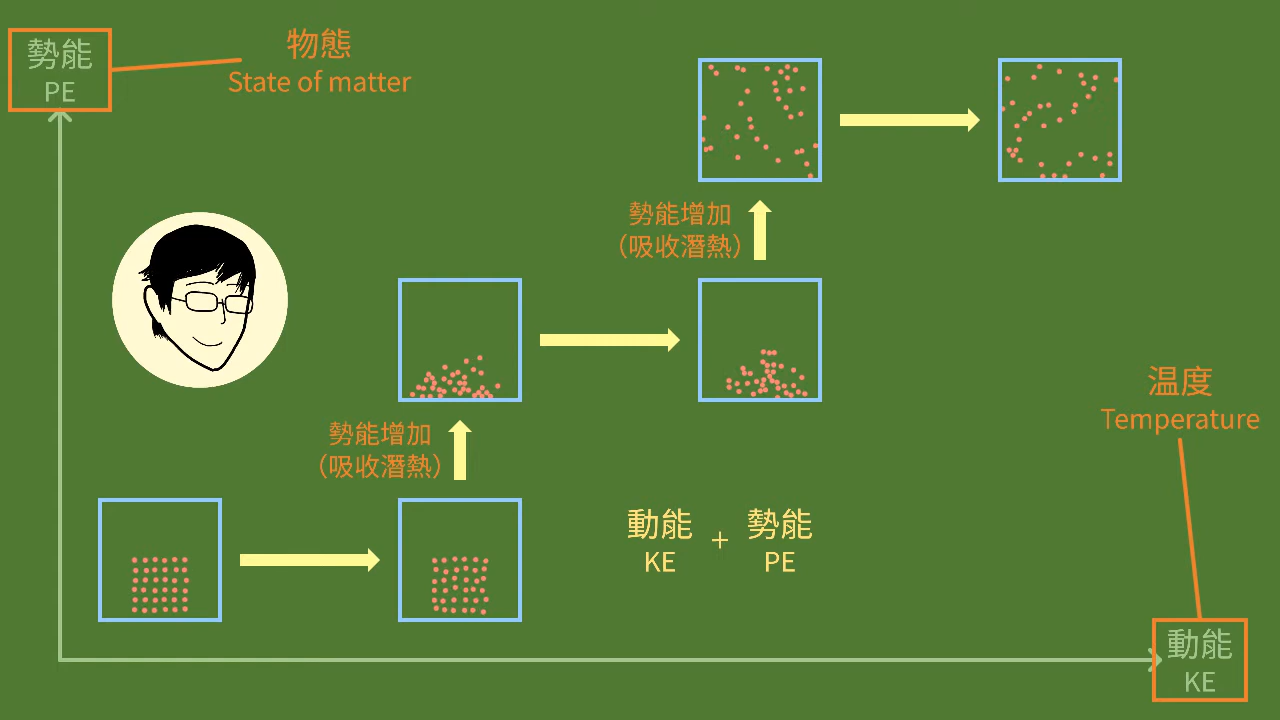 勢能
PE
物態
State of matter
勢能增加
（吸收潛熱）
勢能增加
（吸收潛熱）
温度
Temperature
動能 + 勢能
KE PE
動能
KE